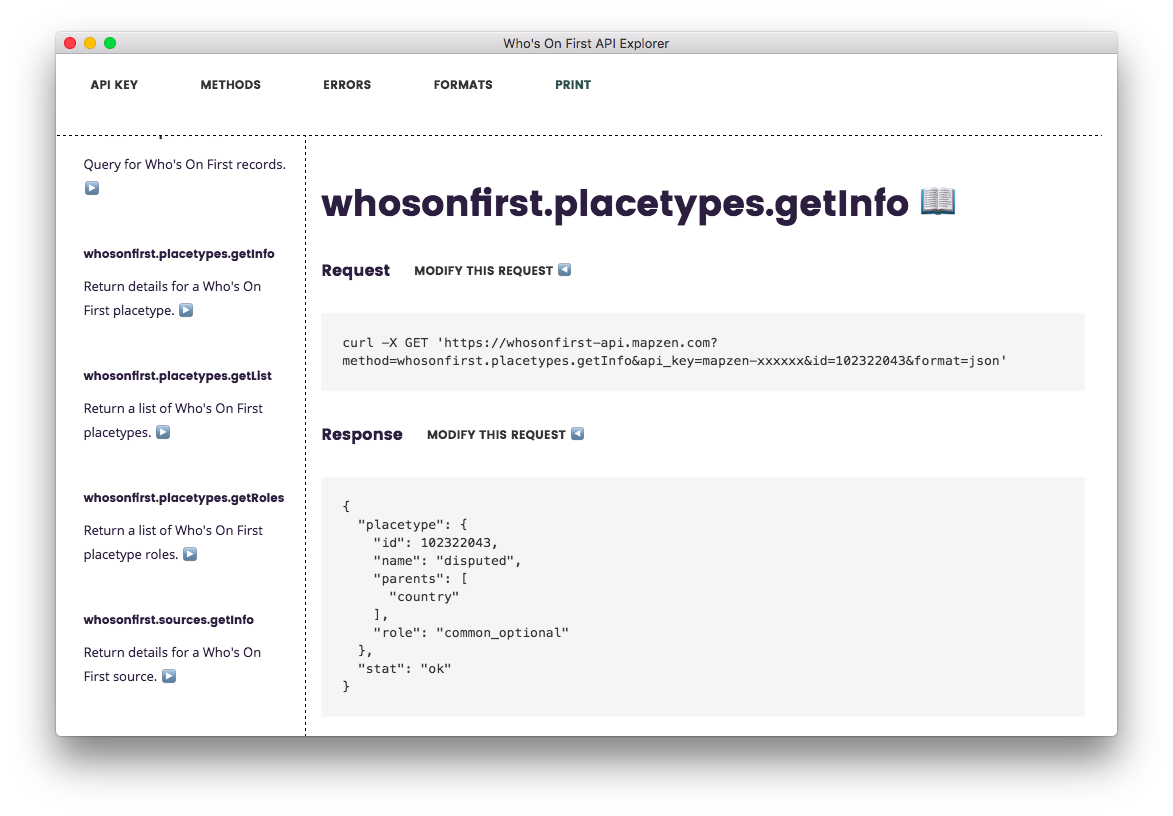 Who's On First API Explorer
API KEY METHODS ERRORS FORMATS PRINT
Query for Who's On First records.
whosonfirst.placetypes.getInfo
Return details for a Who's On
First placetype.
whosonfirst.placetypes.getList
Return a list of Who's On First
placetypes.
whosonfirst.placetypes.getRoles
Return a list of Who's On First
placetype roles.
whosonfirst.sources.getInfo
Return details for a Who's On
First source.
whosonfirst.placetypes.getInfo
Request MODIFY THIS REQUEST
curl -X GET 'https://whosonfirst-api.mapzen.com?
method=whosonfirst.placetypes.getInfo&api_key=mapzen-xxxxxx&id=102322043&format=json'
Response MODIFY THIS REQUEST
{
  "placetype": {
    "id": 102322043,
    "name": "disputed",
    "parents": [
      "country"
    ],
    "role": "common_optional"
  },
  "stat": "ok"
}